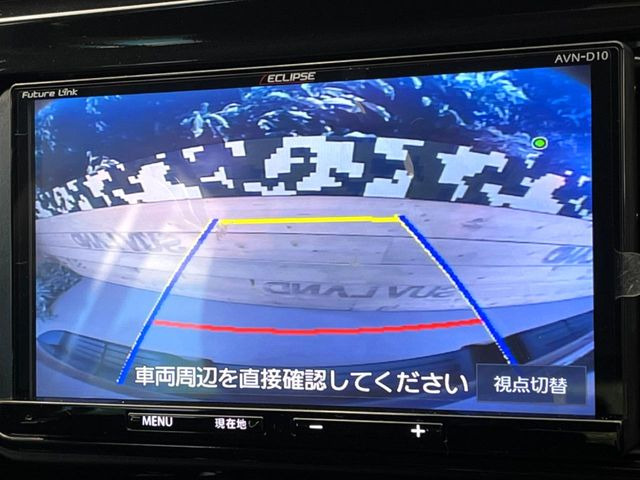 AVN-D10
ECLIPSE
Future Link
車両周辺を直接確認してください
視点切替
MENU
現在地